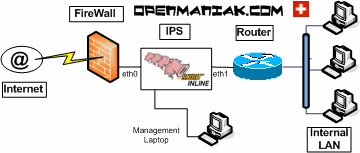 OPENMANIAK.COM
FireWall
IPS
Router
@
eth0
eth1
INLINE
Internet
Management
Laptop
Internal
LAN